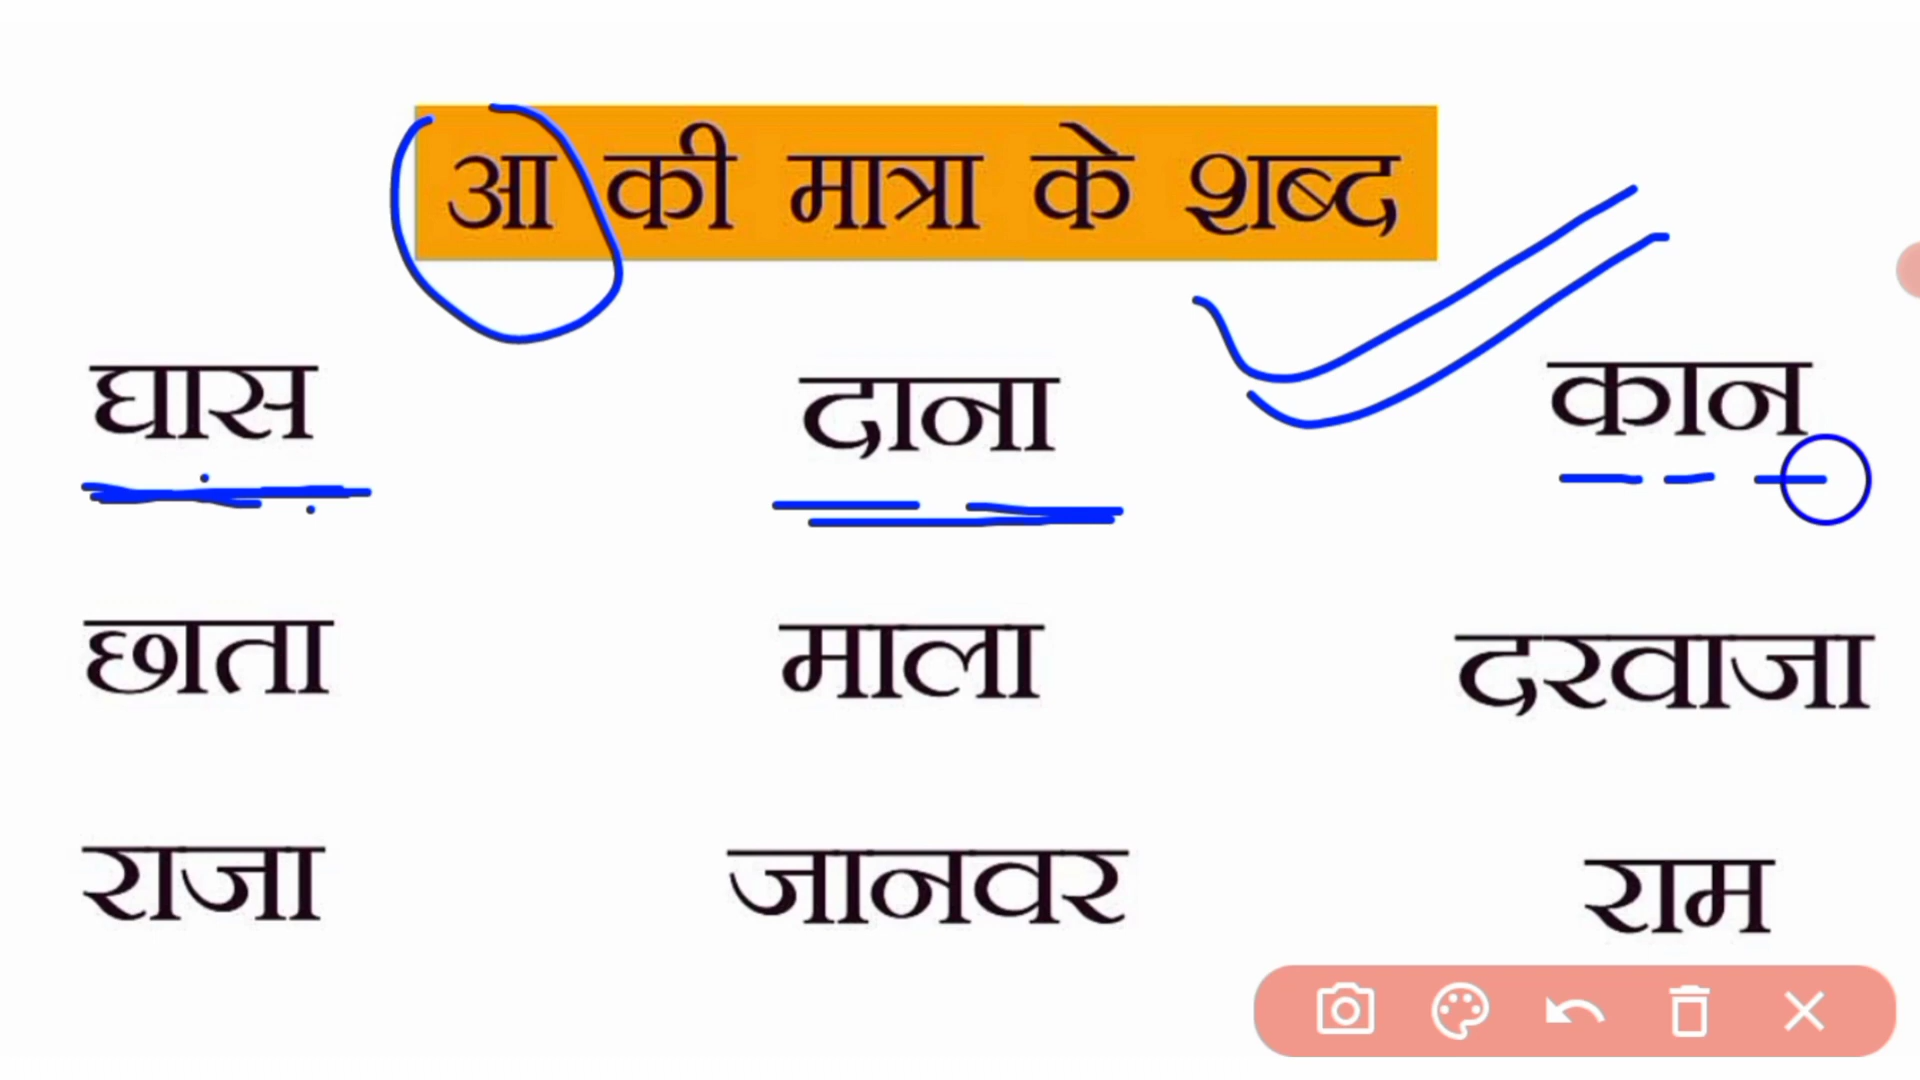 आ की मात्रा के शब्द
घास दाना कान
छाता माला दरवाजा
राजा जानवर राम